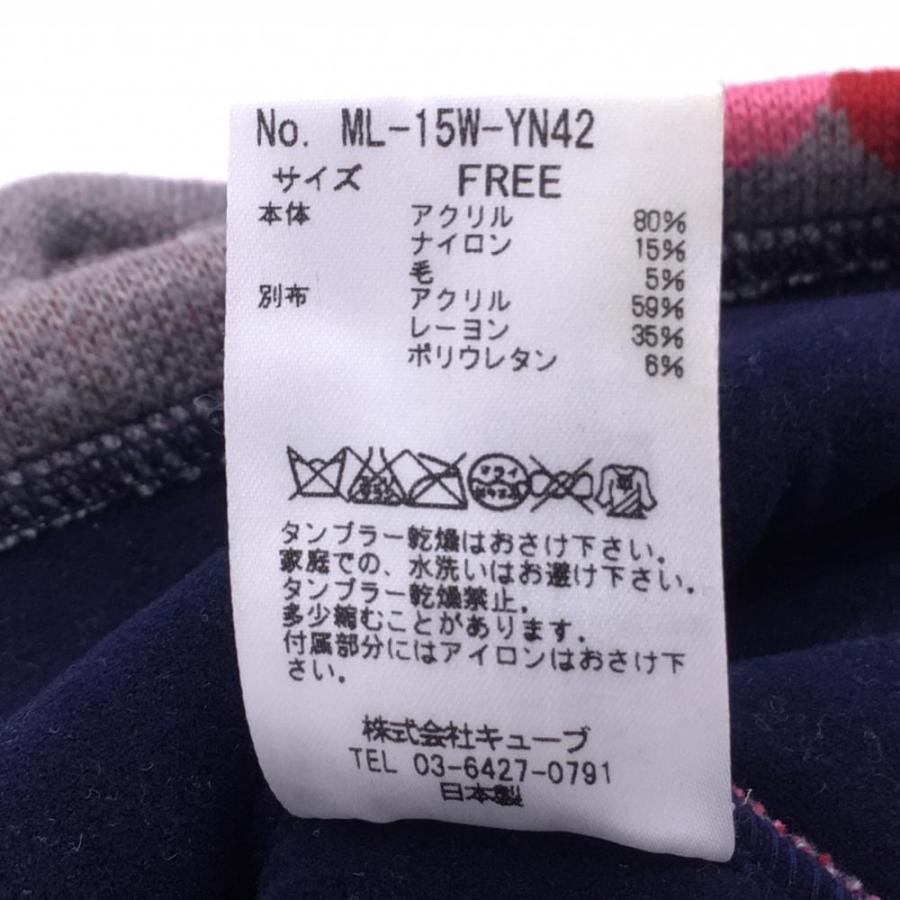 No. ML-15W-YN42
サイズ FREE
本体 アクリル 80%
ナイロン 15%
毛 5%
別布 アクリル 59%
レーヨン 35%
ポリウレタン 6%
タンブラー乾燥はおさけ下さい。
家庭での、水洗いはお避け下さい。
タンブラー乾燥禁止.
多少縮むことがあります.
付属部分にはアイロンはおさけ下
さい.
株式会社キューブ
TEL 03-6427-0791
日本製